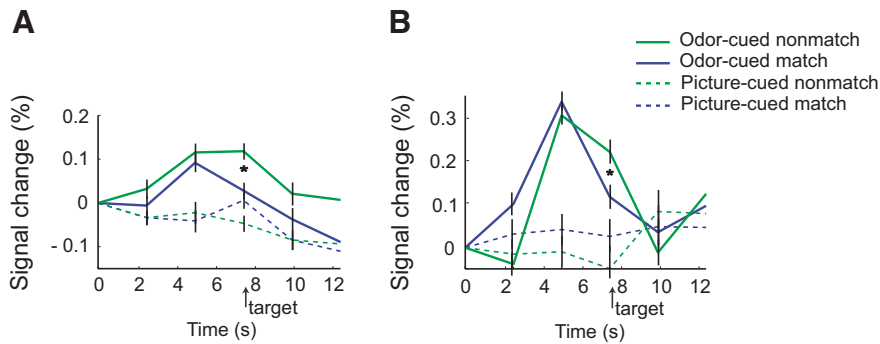 A
B
Odor-cued nonmatch
Odor-cued match
Picture-cued nonmatch
Picture-cued match
Signal change (%)
0.2
0.1
0
- 0.1
*
0 2 4 6 8 10 12
target
Time (s)
Signal change (%)
0.3
0.2
0.1
0
*
0 2 4 6 8 10 12
target
Time (s)